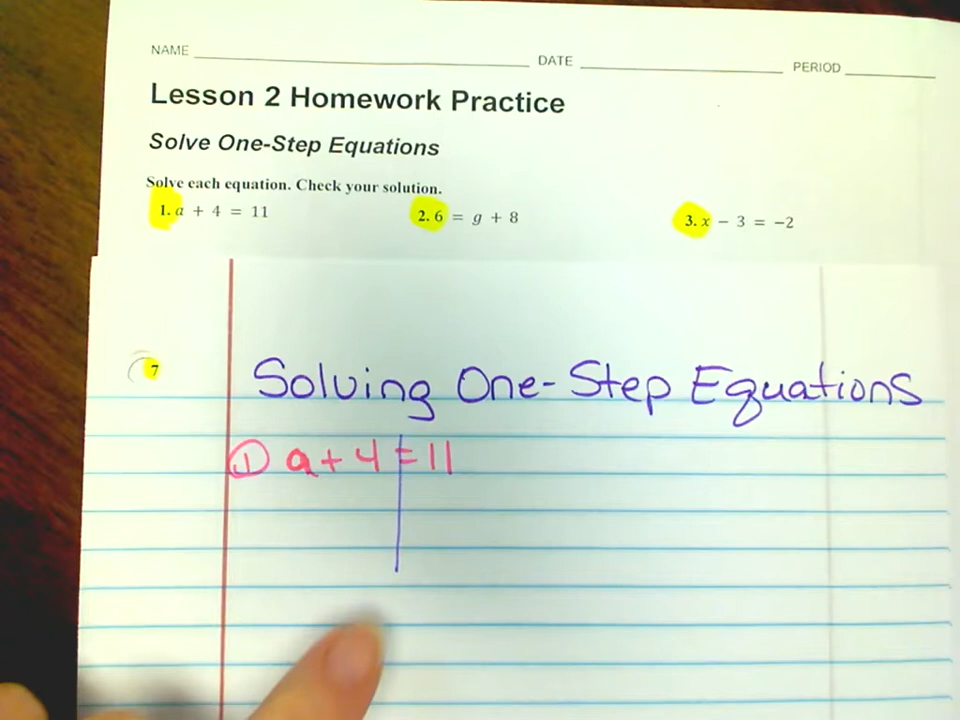 NAME DATE PERIOD
Lesson 2 Homework Practice
Solve One-Step Equations
Solve each equation. Check your solution.
1. a + 4 = 11 2. 6 = g + 8 3. x − 3 = −2
7
Solving One-Step Equations
① a + 4 = 11